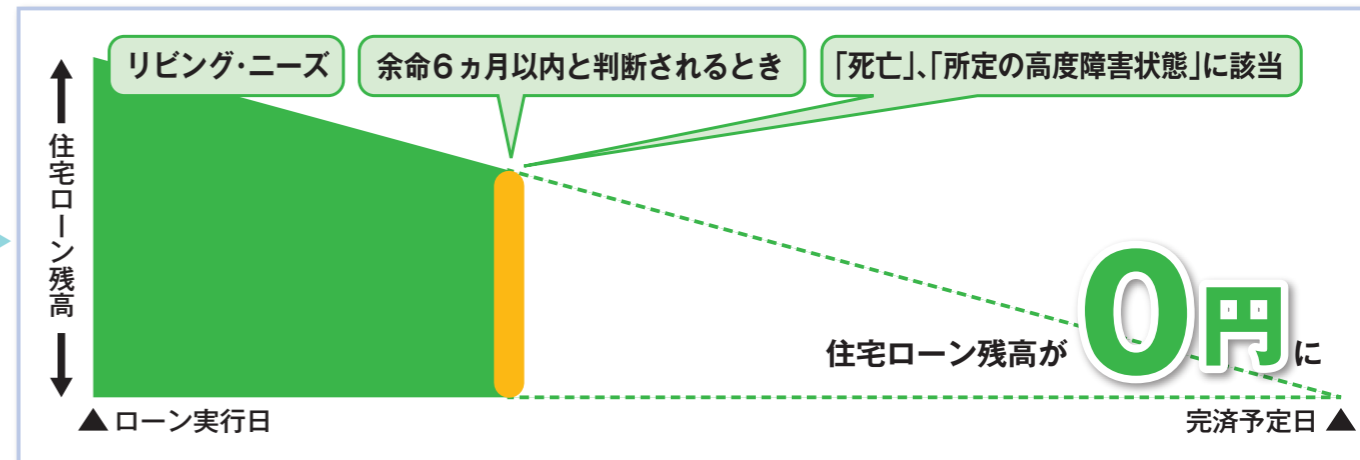 リビング・ニーズ
余命6ヵ月以内と判断されるとき
「死亡」、「所定の高度障害状態」に該当
住宅ローン残高
住宅ローン残高が0円に
▲ローン実行日
完済予定日▲